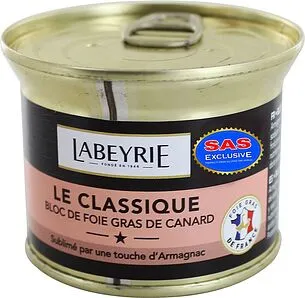 LABEYRIE
FONDÉ EN 1946
SAS
EXCLUSIVE
LE CLASSIQUE
BLOC DE FOIE GRAS DE CANARD
Sublimé par une touche d'Armagnac
FOIE GRAS
DE FRANCE